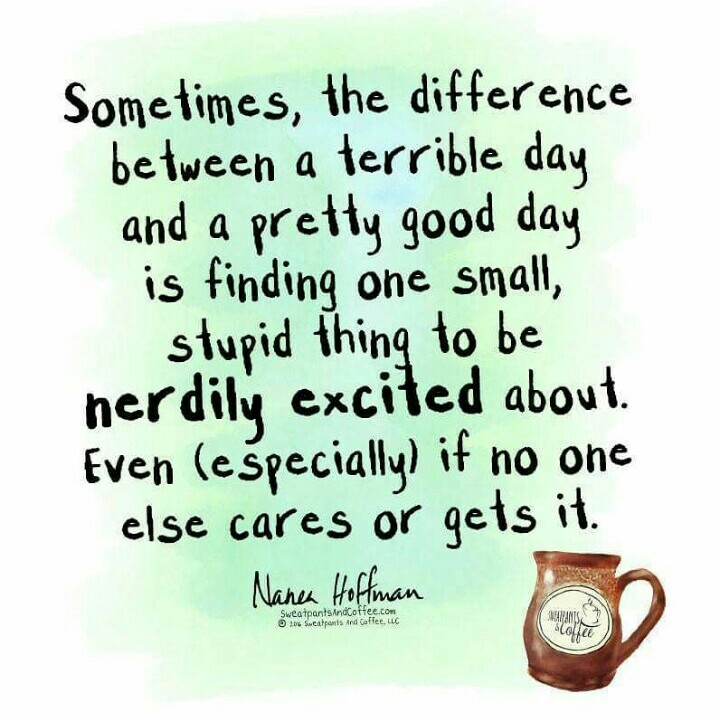 Sometimes, the difference
between a terrible day
and a pretty good day
is finding one small,
stupid thing to be
nerdily excited about.
Even (especially) if no one
else cares or gets it.
Nanea Hoffman
SweatpantsAndCoffee.com
© 2016 Sweatpants And Coffee, LLC
SWEATPANTS
& Coffee